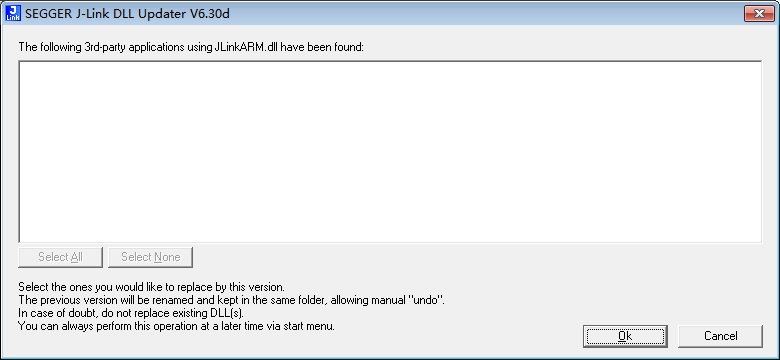 J Link SEGGER J-Link DLL Updater V6.30d
The following 3rd-party applications using JLinkARM.dll have been found:
Select All Select None
Select the ones you would like to replace by this version.
The previous version will be renamed and kept in the same folder, allowing manual "undo".
In case of doubt, do not replace existing DLL(s).
You can always perform this operation at a later time via start menu.
Ok Cancel